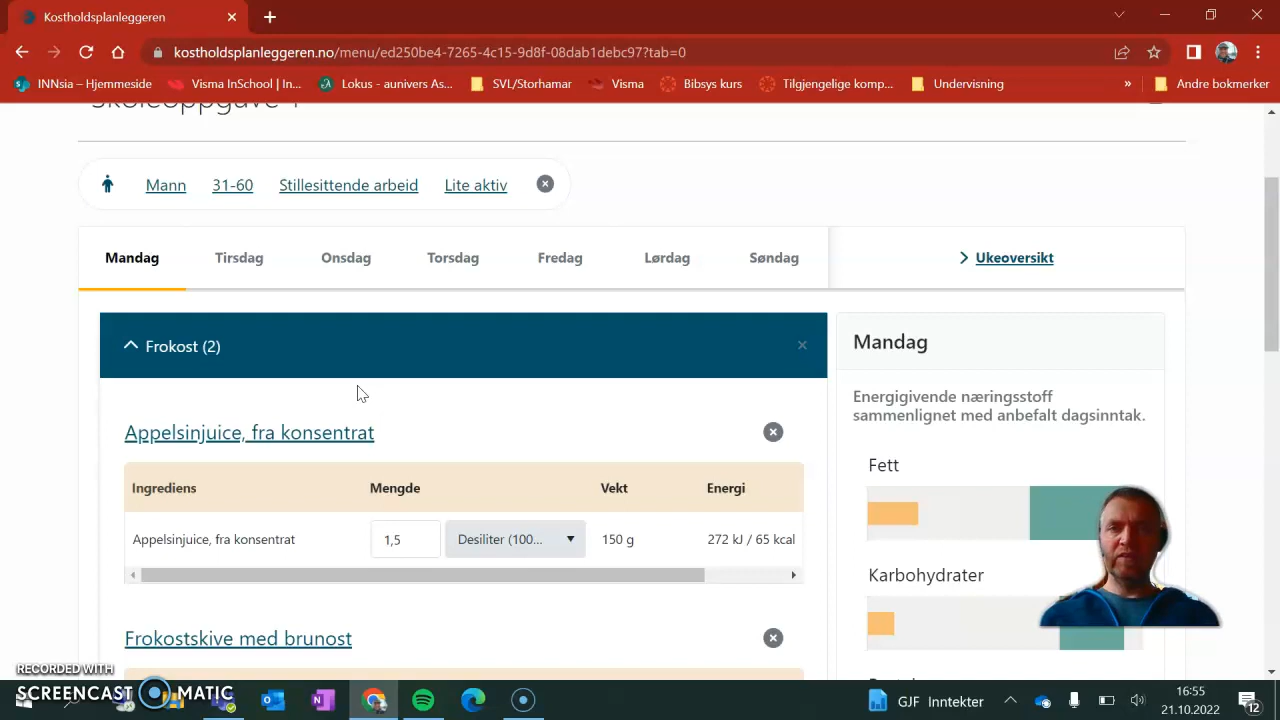 Kostholdsplanleggeren
kostholdsplanleggeren.no/menu/ed250be4-7265-4c15-9d8f-08dab1debc97?tab=0
INNsia – Hjemmeside
Visma InSchool | In...
Lokus - aunivers As...
SVL/Storhamar
Visma
Bibsys kurs
Tilgjengelige komp...
Undervisning
»
Andre bokmerker
Skoleoppgave 1
Mann 31-60 Stillesittende arbeid Lite aktiv
Mandag Tirsdag Onsdag Torsdag Fredag Lørdag Søndag
Ukeoversikt
Frokost (2)
Appelsinjuice, fra konsentrat
Ingrediens Mengde Vekt Energi
Appelsinjuice, fra konsentrat 1,5 Desiliter (100... 150 g 272 kJ / 65 kcal
Frokostskive med brunost
Mandag
Energigivende næringsstoff
sammenlignet med anbefalt dagsinntak.
Fett
Karbohydrater
RECORDED WITH
SCREENCAST MATIC
GJF Inntekter
16:55
21.10.2022
12